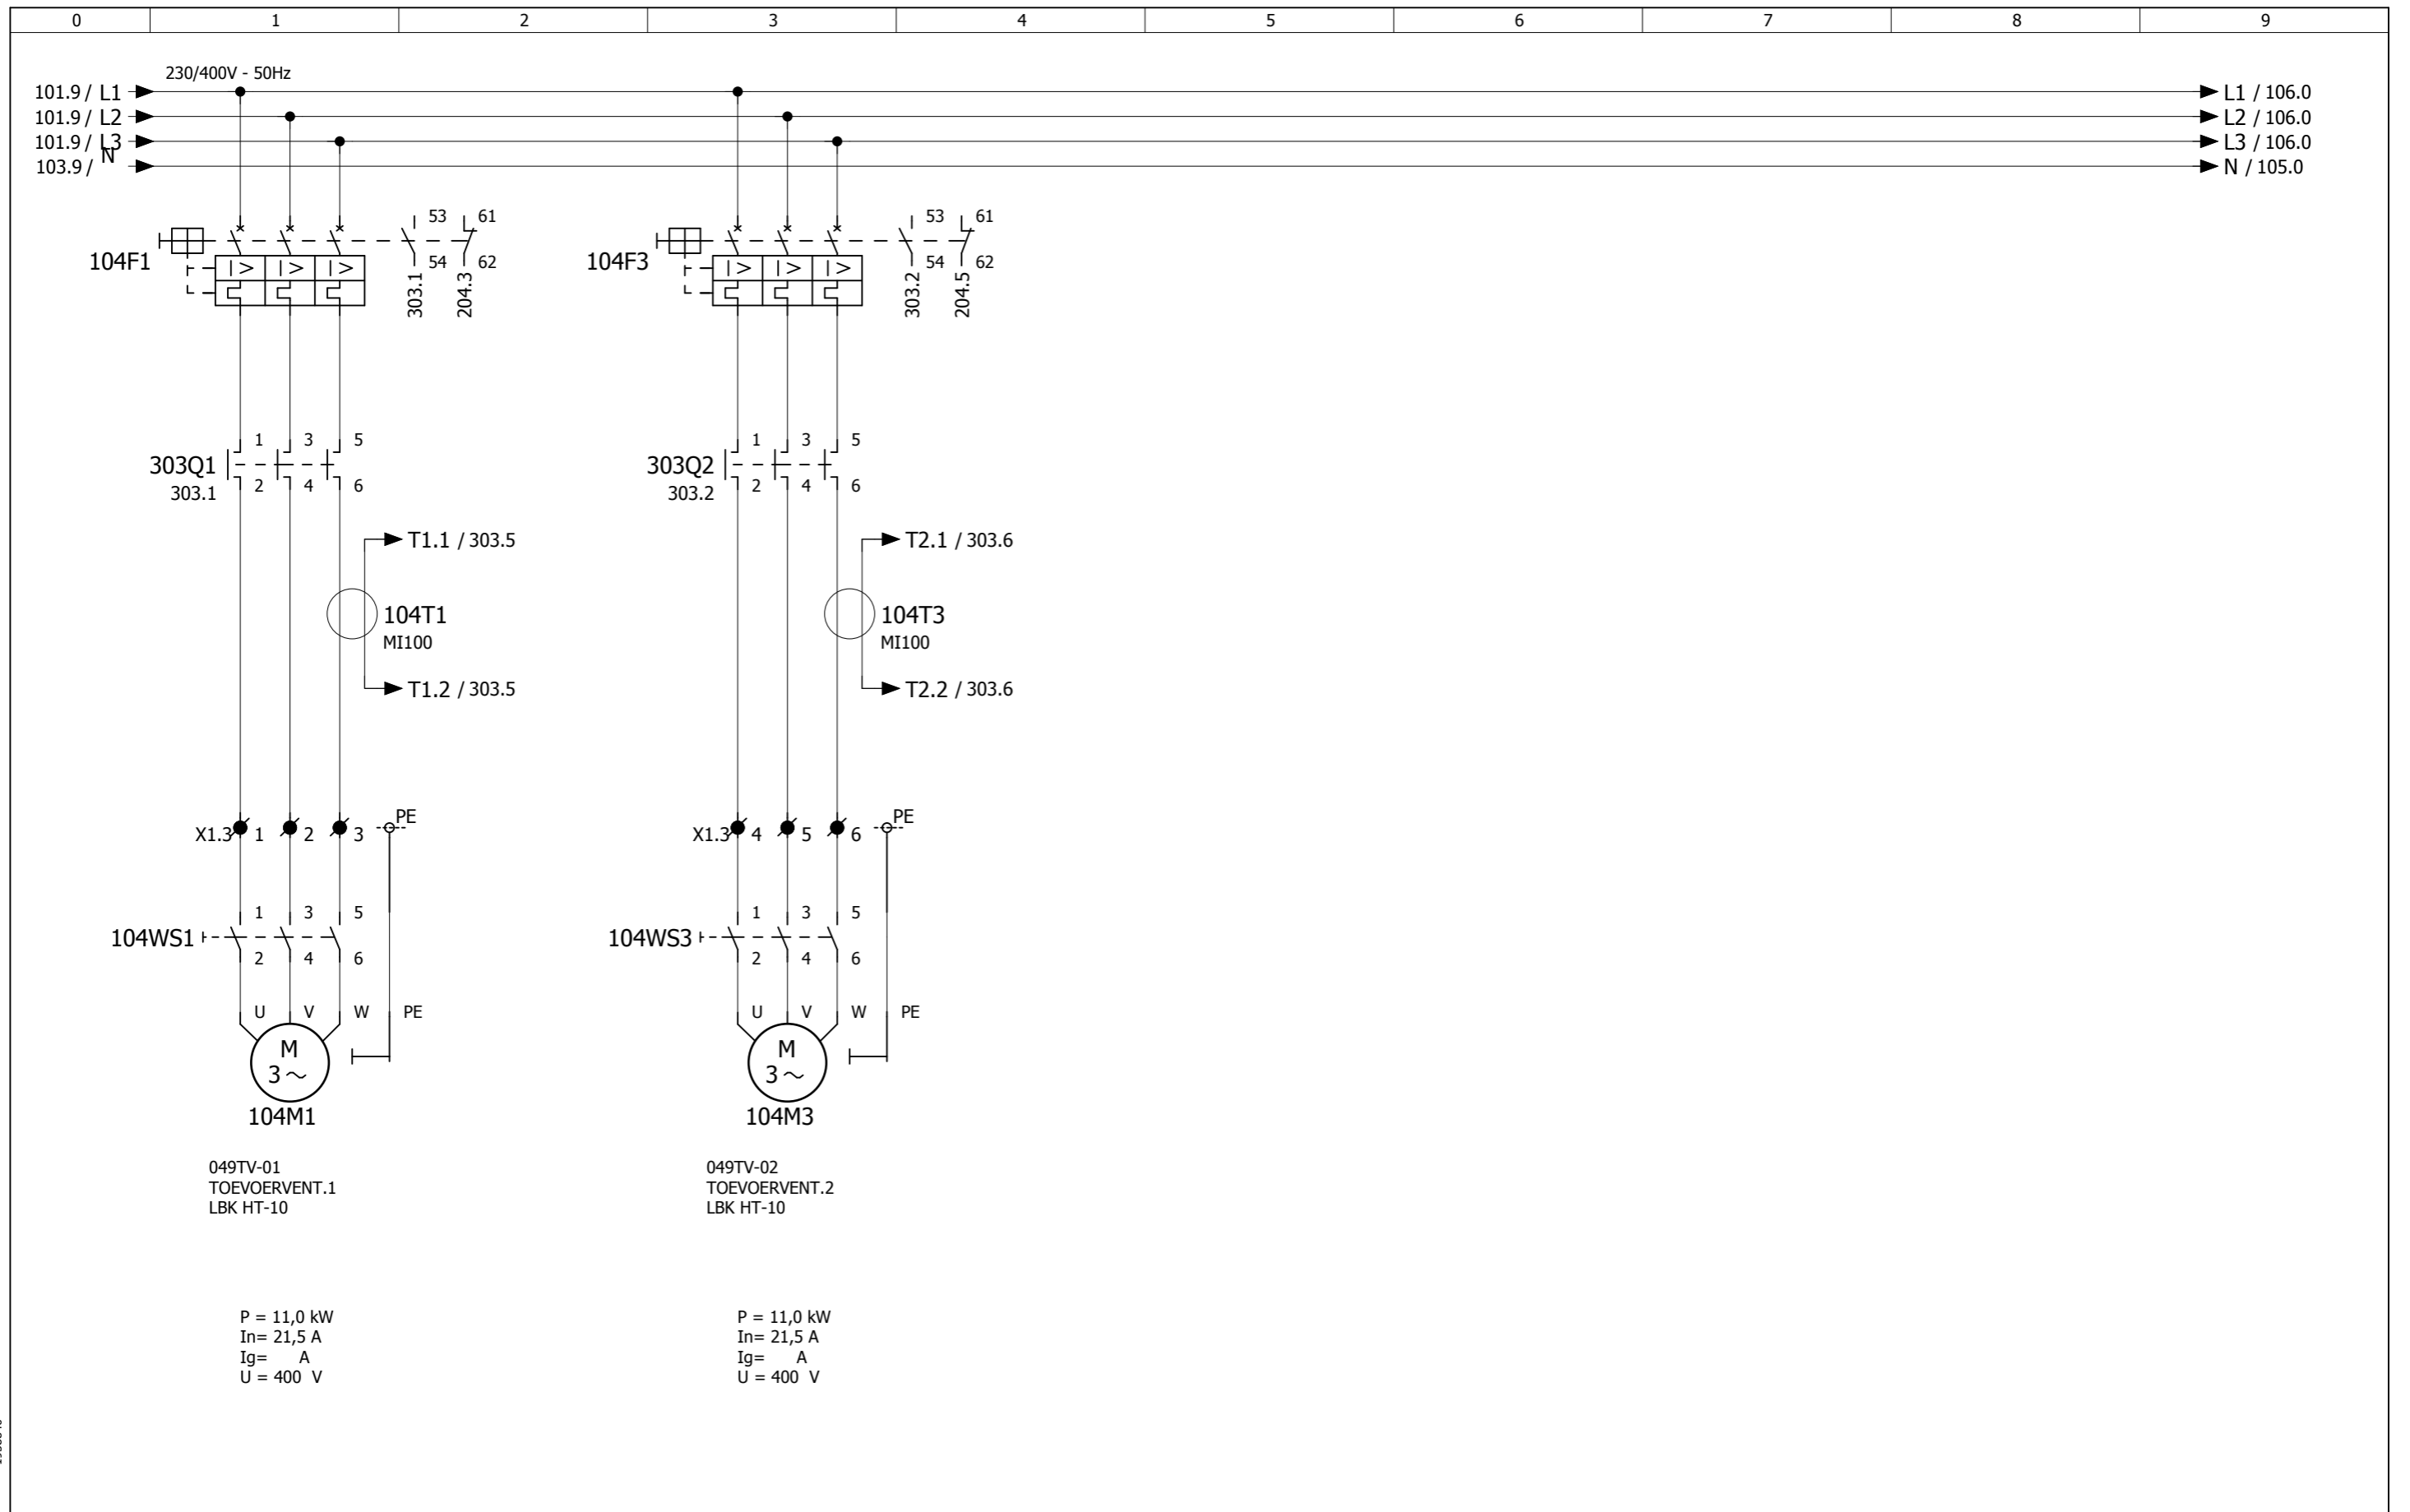 0 1 2 3 4 5 6 7 8 9
230/400V - 50Hz
101.9 / L1
L1 / 106.0
101.9 / L2
L2 / 106.0
101.9 / L3
L3 / 106.0
103.9 / N
N / 105.0
53 61
104F1
I> I> I>
54 62
303.1 204.3
53 61
104F3
I> I> I>
54 62
303.2 204.5
1 3 5
303Q1
303.1
2 4 6
1 3 5
303Q2
303.2
2 4 6
T1.1 / 303.5
104T1
MI100
T1.2 / 303.5
T2.1 / 303.6
104T3
MI100
T2.2 / 303.6
X1.3 1 2 3 PE
X1.3 4 5 6 PE
1 3 5
104WS1
2 4 6
1 3 5
104WS3
2 4 6
U V W PE
M
3~
104M1
U V W PE
M
3~
104M3
049TV-01
TOEVOERVENT.1
LBK HT-10
049TV-02
TOEVOERVENT.2
LBK HT-10
P = 11,0 kW
In= 21,5 A
Ig= A
U = 400 V
P = 11,0 kW
In= 21,5 A
Ig= A
U = 400 V